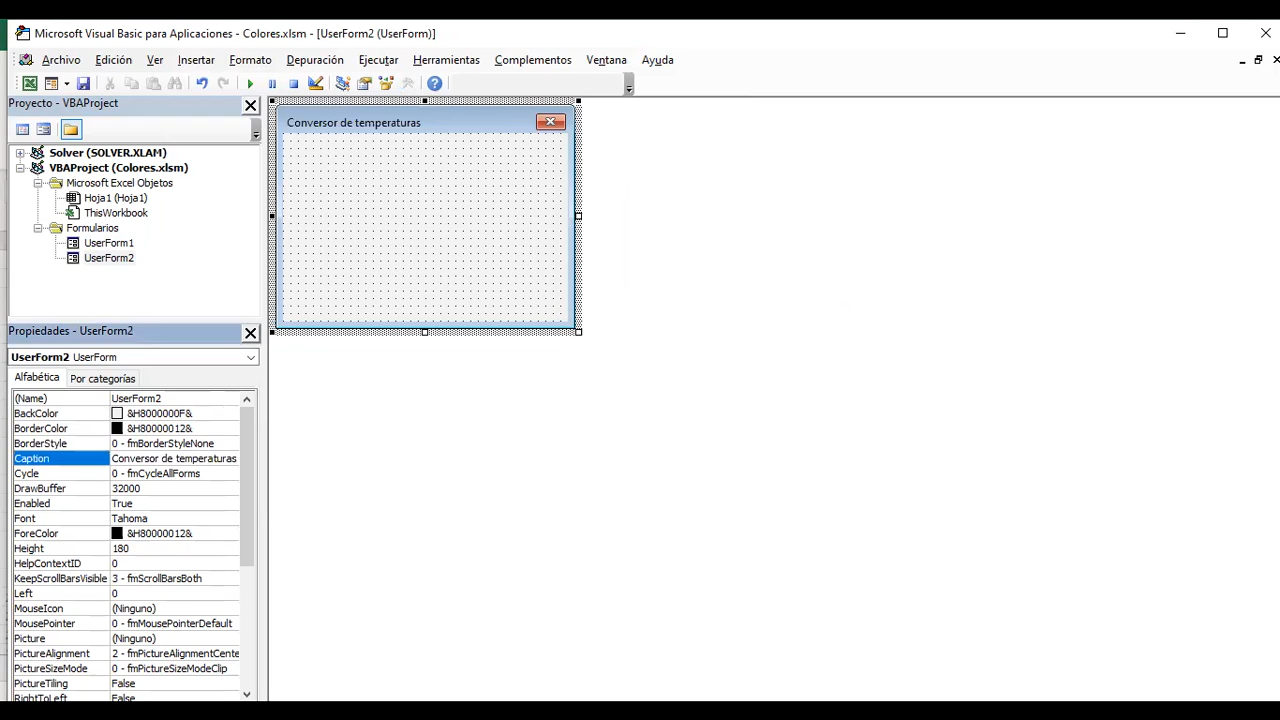 Microsoft Visual Basic para Aplicaciones - Colores.xlsm - [UserForm2 (UserForm)]
Archivo Edición Ver Insertar Formato Depuración Ejecutar Herramientas Complementos Ventana Ayuda
Proyecto - VBAProject
Solver (SOLVER.XLAM)
VBAProject (Colores.xlsm)
Microsoft Excel Objetos
Hoja1 (Hoja1)
ThisWorkbook
Formularios
UserForm1
UserForm2
Conversor de temperaturas
Propiedades - UserForm2
UserForm2 UserForm
Alfabética Por categorías
(Name) UserForm2
BackColor &H8000000F&
BorderColor &H80000012&
BorderStyle 0 - fmBorderStyleNone
Caption Conversor de temperaturas
Cycle 0 - fmCycleAllForms
DrawBuffer 32000
Enabled True
Font Tahoma
ForeColor &H80000012&
Height 180
HelpContextID 0
KeepScrollBarsVisible 3 - fmScrollBarsBoth
Left 0
MouseIcon (Ninguno)
MousePointer 0 - fmMousePointerDefault
Picture (Ninguno)
PictureAlignment 2 - fmPictureAlignmentCente
PictureSizeMode 0 - fmPictureSizeModeClip
PictureTiling False
RightToLeft False